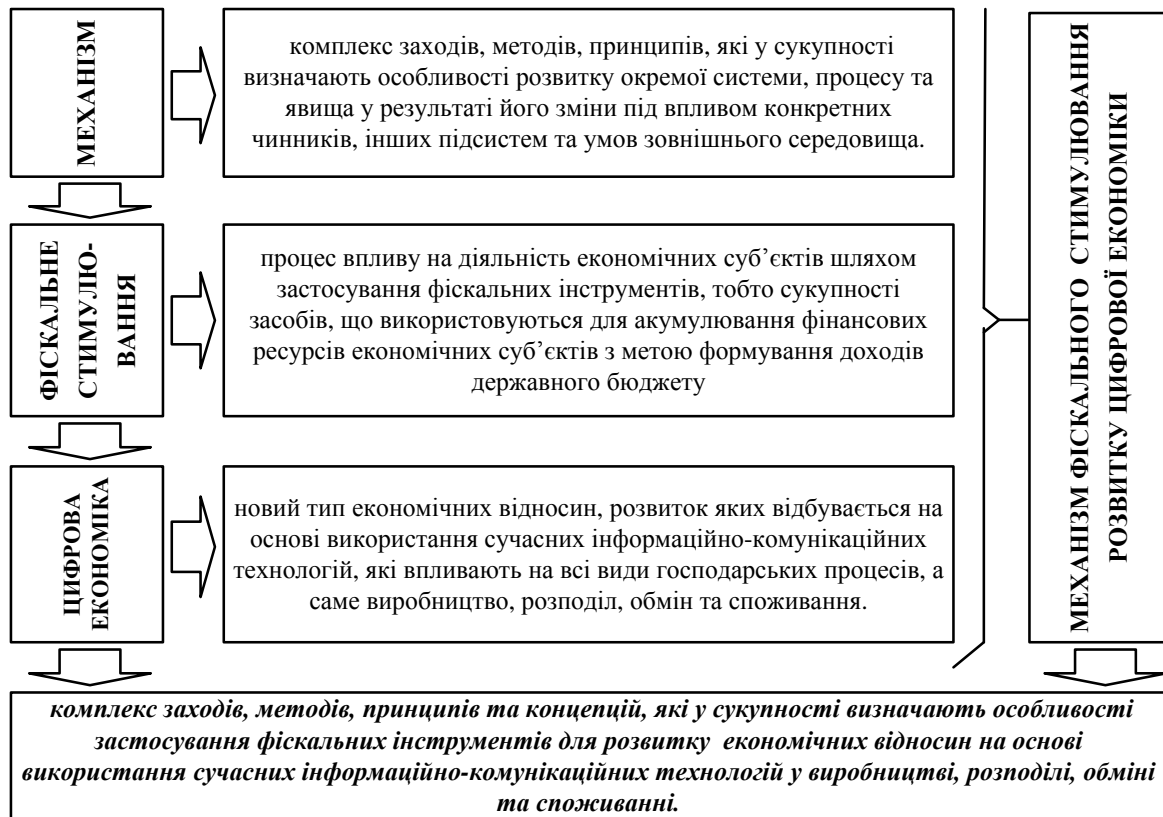 МЕХАНІЗМ
комплекс заходів, методів, принципів, які у сукупності
визначають особливості розвитку окремої системи, процесу та
явища у результаті його зміни під впливом конкретних
чинників, інших підсистем та умов зовнішнього середовища.
ФІСКАЛЬНЕ
СТИМУЛЮ-
ВАННЯ
процес впливу на діяльність економічних суб’єктів шляхом
застосування фіскальних інструментів, тобто сукупності
засобів, що використовуються для акумулювання фінансових
ресурсів економічних суб’єктів з метою формування доходів
державного бюджету
ЦИФРОВА
ЕКОНОМІКА
новий тип економічних відносин, розвиток яких відбувається на
основі використання сучасних інформаційно-комунікаційних
технологій, які впливають на всі види господарських процесів, а
саме виробництво, розподіл, обмін та споживання.
МЕХАНІЗМ ФІСКАЛЬНОГО СТИМУЛЮВАННЯ
РОЗВИТКУ ЦИФРОВОЇ ЕКОНОМІКИ
комплекс заходів, методів, принципів та концепцій, які у сукупності визначають особливості
застосування фіскальних інструментів для розвитку економічних відносин на основі
використання сучасних інформаційно-комунікаційних технологій у виробництві, розподілі, обміні
та споживанні.